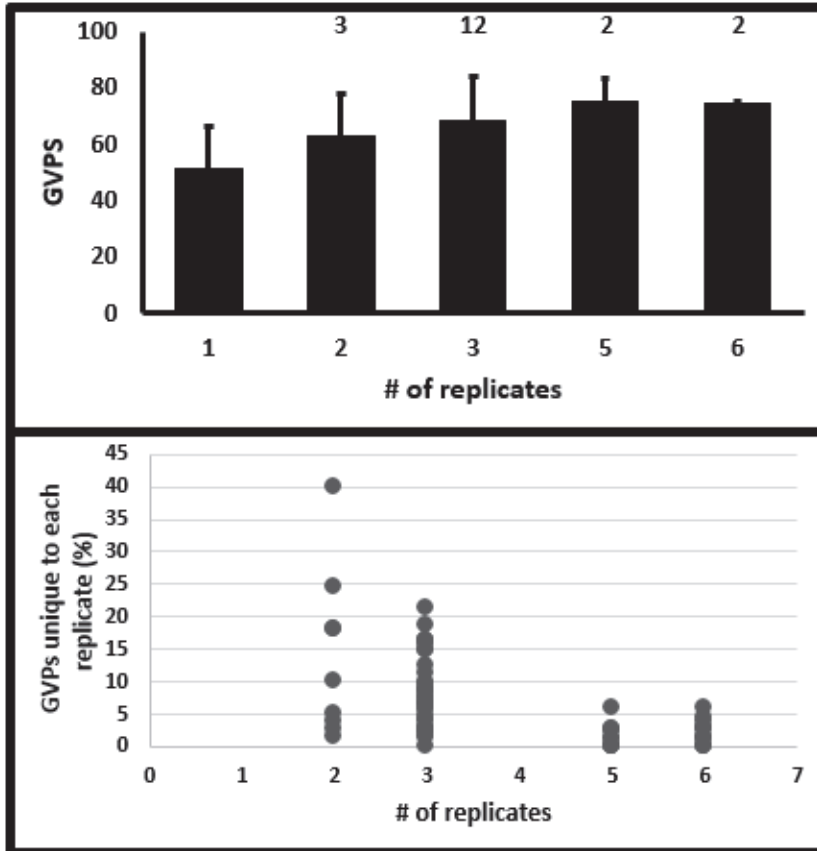 100
3 12 2 2
80
60
40
20
0
GVPS
1 2 3 5 6
# of replicates
45
40
35
30
25
20
15
10
5
0
GVPs unique to each
replicate (%)
0 1 2 3 4 5 6 7
# of replicates